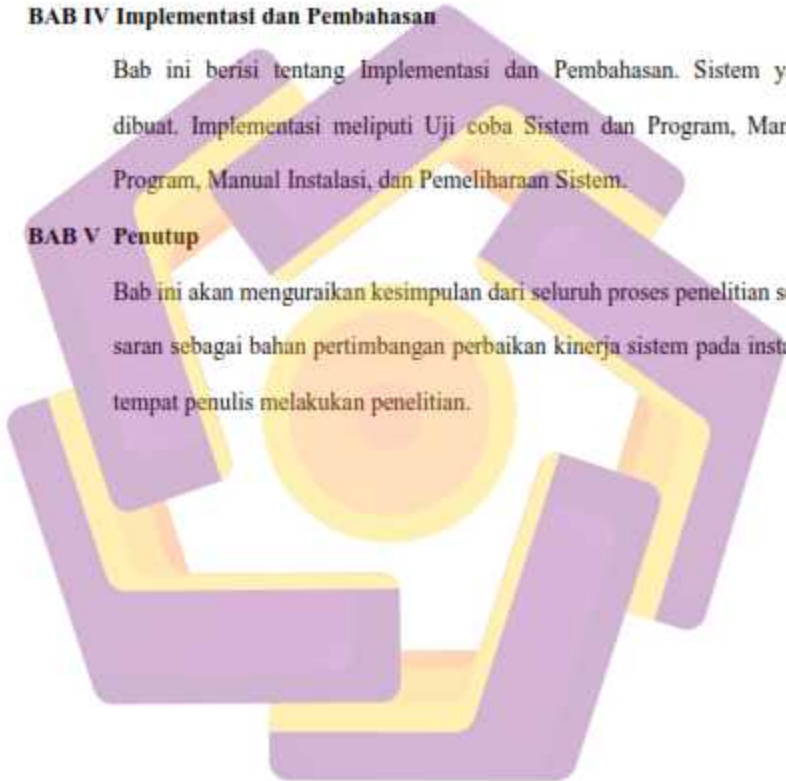 BAB IV Implementasi dan Pembahasan
Bab ini berisi tentang Implementasi dan Pembahasan. Sistem
dibuat. Implementasi meliputi Uji coba Sistem dan Program,
Program, Manual Instalasi, dan Pemeliharaan Sistem.
BAB V Penutup
Bab ini akan menguraikan kesimpulan dari seluruh proses penelitian
saran sebagai bahan pertimbangan perbaikan kinerja sistem pada
tempat penulis melakukan penelitian.